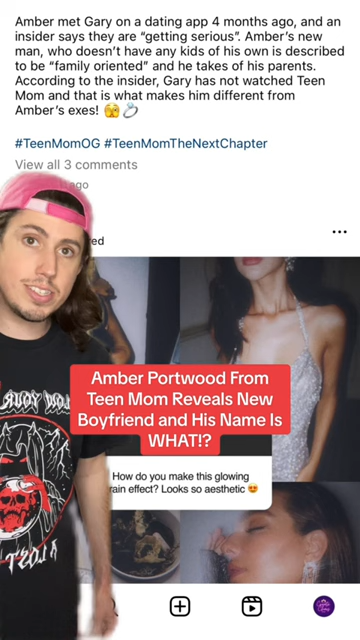 Amber met Gary on a dating app 4 months ago, and an
insider says they are “getting serious”. Amber’s new
man, who doesn’t have any kids of his own is described
to be “family oriented” and he takes of his parents.
According to the insider, Gary has not watched Teen
Mom and that is what makes him different from
Amber’s exes! 🫣💍
#TeenMomOG #TeenMomTheNextChapter
View all 3 comments
ago
Amber Portwood From
Teen Mom Reveals New
Boyfriend and His Name Is
WHAT!?
How do you make this glowing
rain effect? Looks so aesthetic 😍